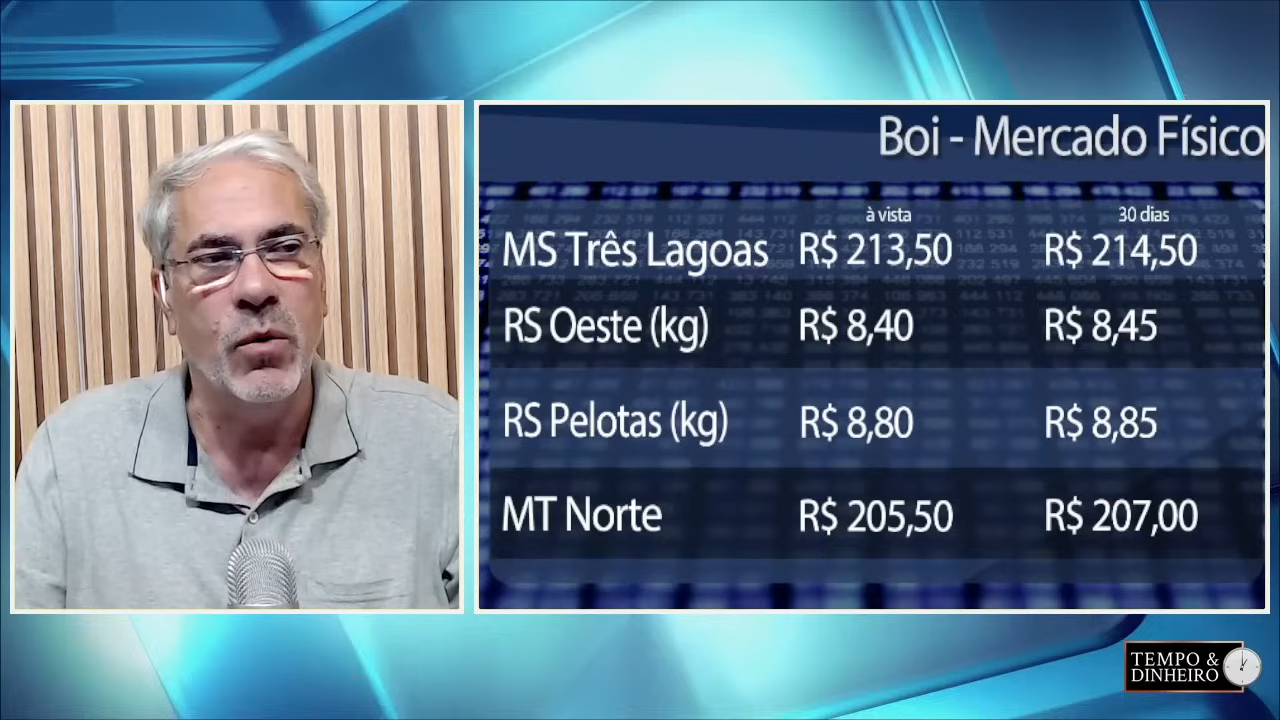 Boi - Mercado Físico
à vista 30 dias
MS Três Lagoas R$ 213,50 R$ 214,50
RS Oeste (kg) R$ 8,40 R$ 8,45
RS Pelotas (kg) R$ 8,80 R$ 8,85
MT Norte R$ 205,50 R$ 207,00
TEMPO &
DINHEIRO